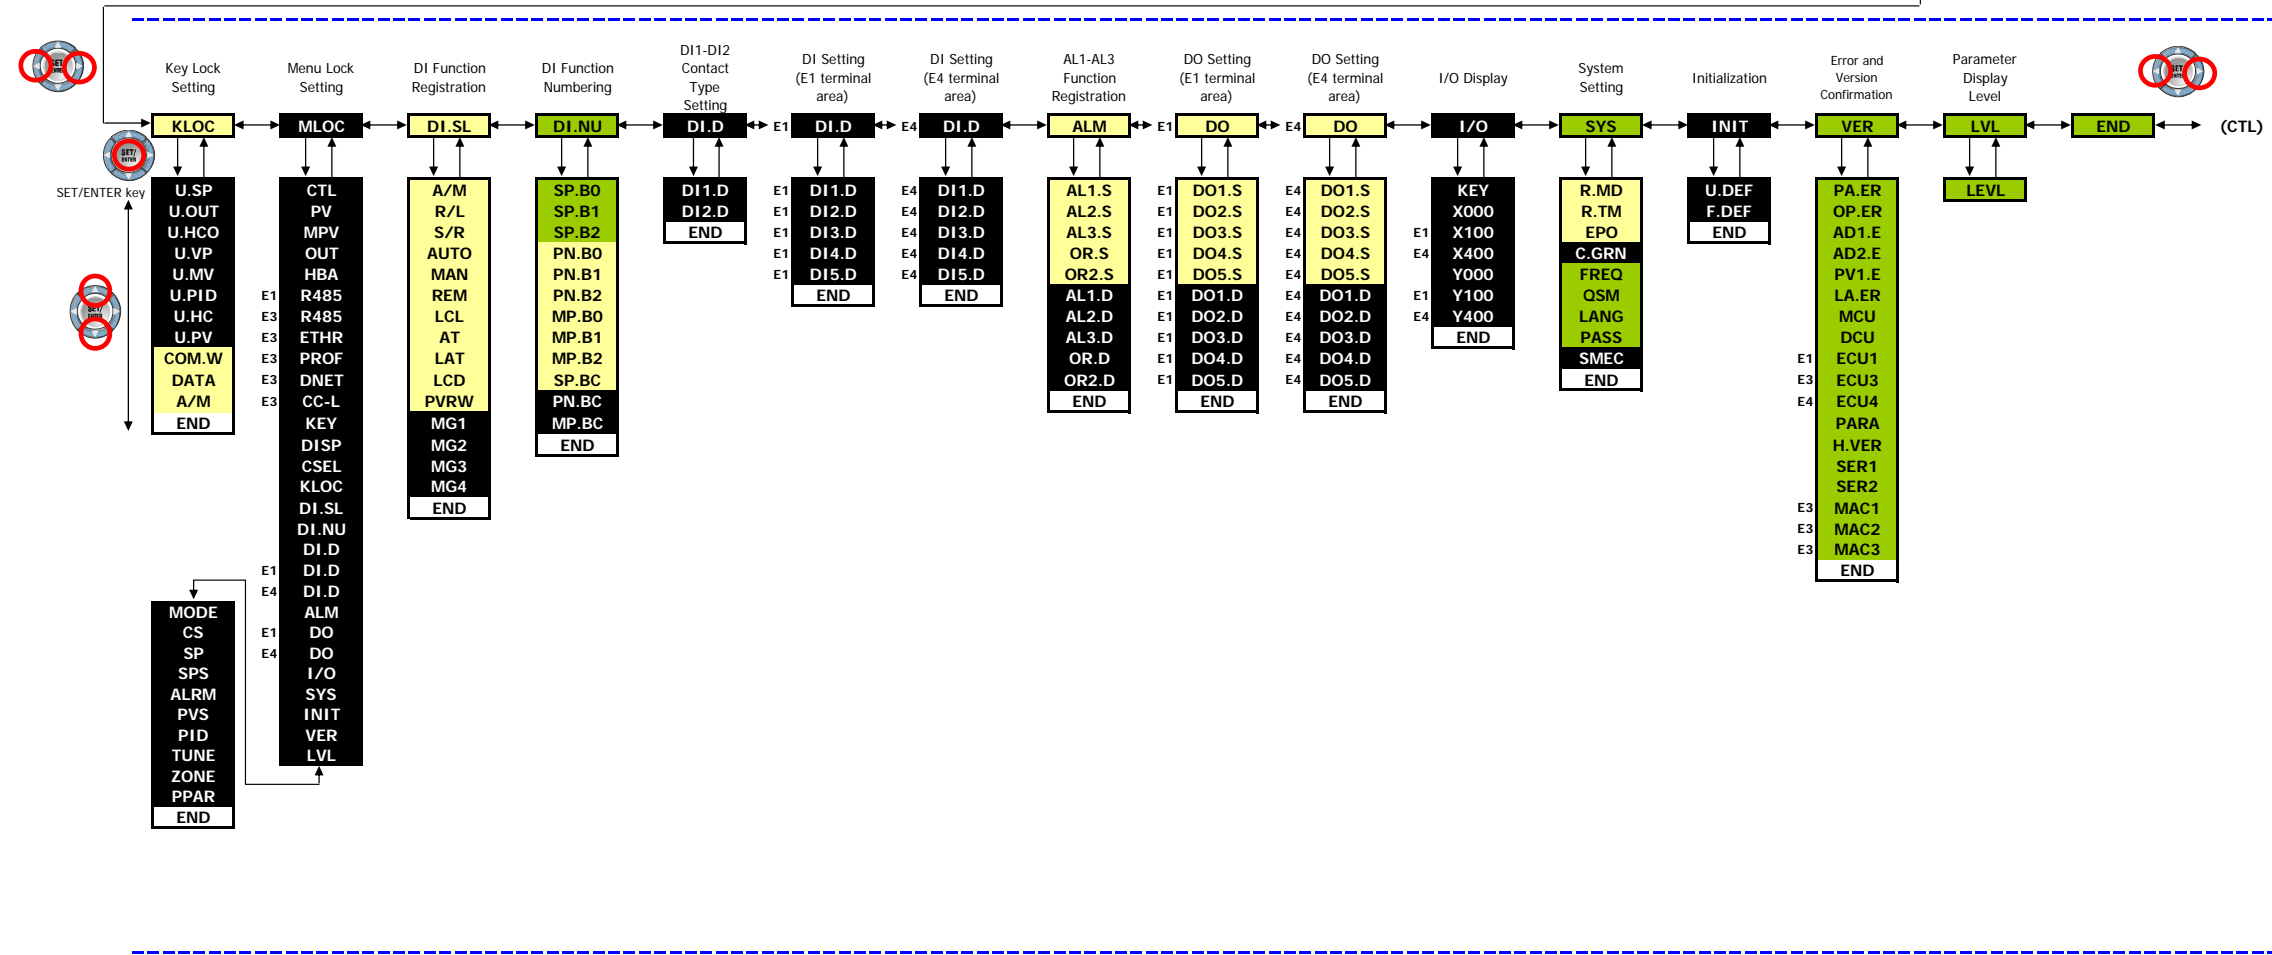 SET/
ENTER
Key Lock
Setting
Menu Lock
Setting
DI Function
Registration
DI Function
Numbering
DI1-DI2
Contact
Type
Setting
DI Setting
(E1 terminal
area)
DI Setting
(E4 terminal
area)
AL1-AL3
Function
Registration
DO Setting
(E1 terminal
area)
DO Setting
(E4 terminal
area)
I/O Display
System
Setting
Initialization
Error and
Version
Confirmation
Parameter
Display
Level
SET/
ENTER
KLOC
MLOC
DI.SL
DI.NU
DI.D
E1 DI.D
E4 DI.D
ALM
E1 DO
E4 DO
I/O
SYS
INIT
VER
LVL
END
(CTL)
SET/
ENTER
SET/ENTER key
SET/
ENTER
U.SP
U.OUT
U.HCO
U.VP
U.MV
U.PID
U.HC
U.PV
COM.W
DATA
A/M
END
CTL
PV
MPV
OUT
HBA
E1 R485
E3 R485
E3 ETHR
E3 PROF
E3 DNET
E3 CC-L
KEY
DISP
CSEL
KLOC
DI.SL
DI.NU
DI.D
E1 DI.D
E4 DI.D
ALM
E1 DO
E4 DO
I/O
SYS
INIT
VER
LVL
MODE
CS
SP
SPS
ALRM
PVS
PID
TUNE
ZONE
PPAR
END
A/M
R/L
S/R
AUTO
MAN
REM
LCL
AT
LAT
LCD
PVRW
MG1
MG2
MG3
MG4
END
SP.B0
SP.B1
SP.B2
PN.B0
PN.B1
PN.B2
MP.B0
MP.B1
MP.B2
SP.BC
PN.BC
MP.BC
END
DI1.D
DI2.D
END
E1 DI1.D
E1 DI2.D
E1 DI3.D
E1 DI4.D
E1 DI5.D
END
E4 DI1.D
E4 DI2.D
E4 DI3.D
E4 DI4.D
E4 DI5.D
END
AL1.S
AL2.S
AL3.S
OR.S
OR2.S
AL1.D
AL2.D
AL3.D
OR.D
OR2.D
END
E1 DO1.S
E1 DO2.S
E1 DO3.S
E1 DO4.S
E1 DO5.S
E1 DO1.D
E1 DO2.D
E1 DO3.D
E1 DO4.D
E1 DO5.D
END
E4 DO1.S
E4 DO2.S
E4 DO3.S
E4 DO4.S
E4 DO5.S
E4 DO1.D
E4 DO2.D
E4 DO3.D
E4 DO4.D
E4 DO5.D
END
KEY
X000
E1 X100
E4 X400
Y000
E1 Y100
E4 Y400
END
R.MD
R.TM
EPO
C.GRN
FREQ
QSM
LANG
PASS
SMEC
END
U.DEF
F.DEF
END
PA.ER
OP.ER
AD1.E
AD2.E
PV1.E
LA.ER
MCU
DCU
E1 ECU1
E3 ECU3
E4 ECU4
PARA
H.VER
SER1
SER2
E3 MAC1
E3 MAC2
E3 MAC3
END
LEVL